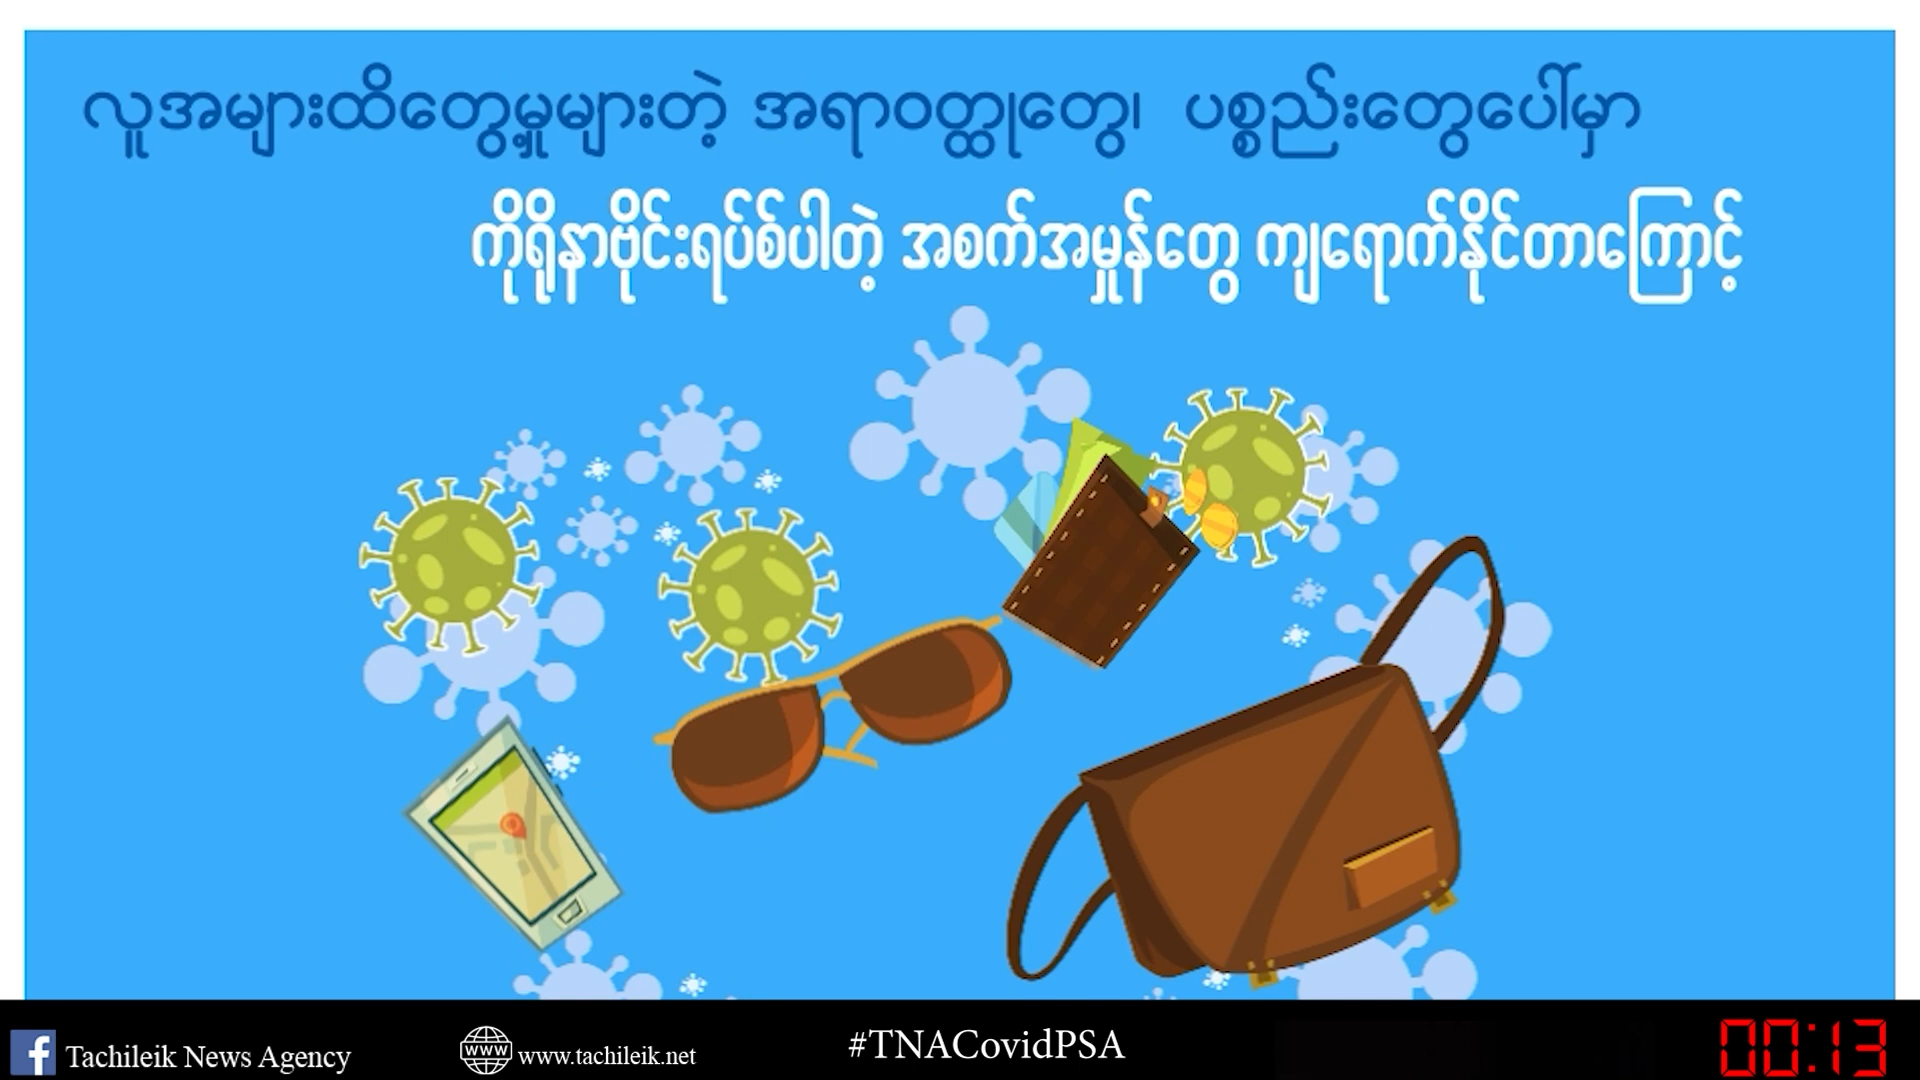 လူအများထိတွေ့မှုများတဲ့ အရာဝတ္ထုတွေ၊ ပစ္စည်းတွေပေါ်မှာ
ကိုရိုနာဗိုင်းရပ်စ်ပါတဲ့ အစက်အမှုန်တွေ ကျရောက်နိုင်တာကြောင့်
Tachileik News Agency
www
www.tachileik.net
#TNACovidPSA
00:13